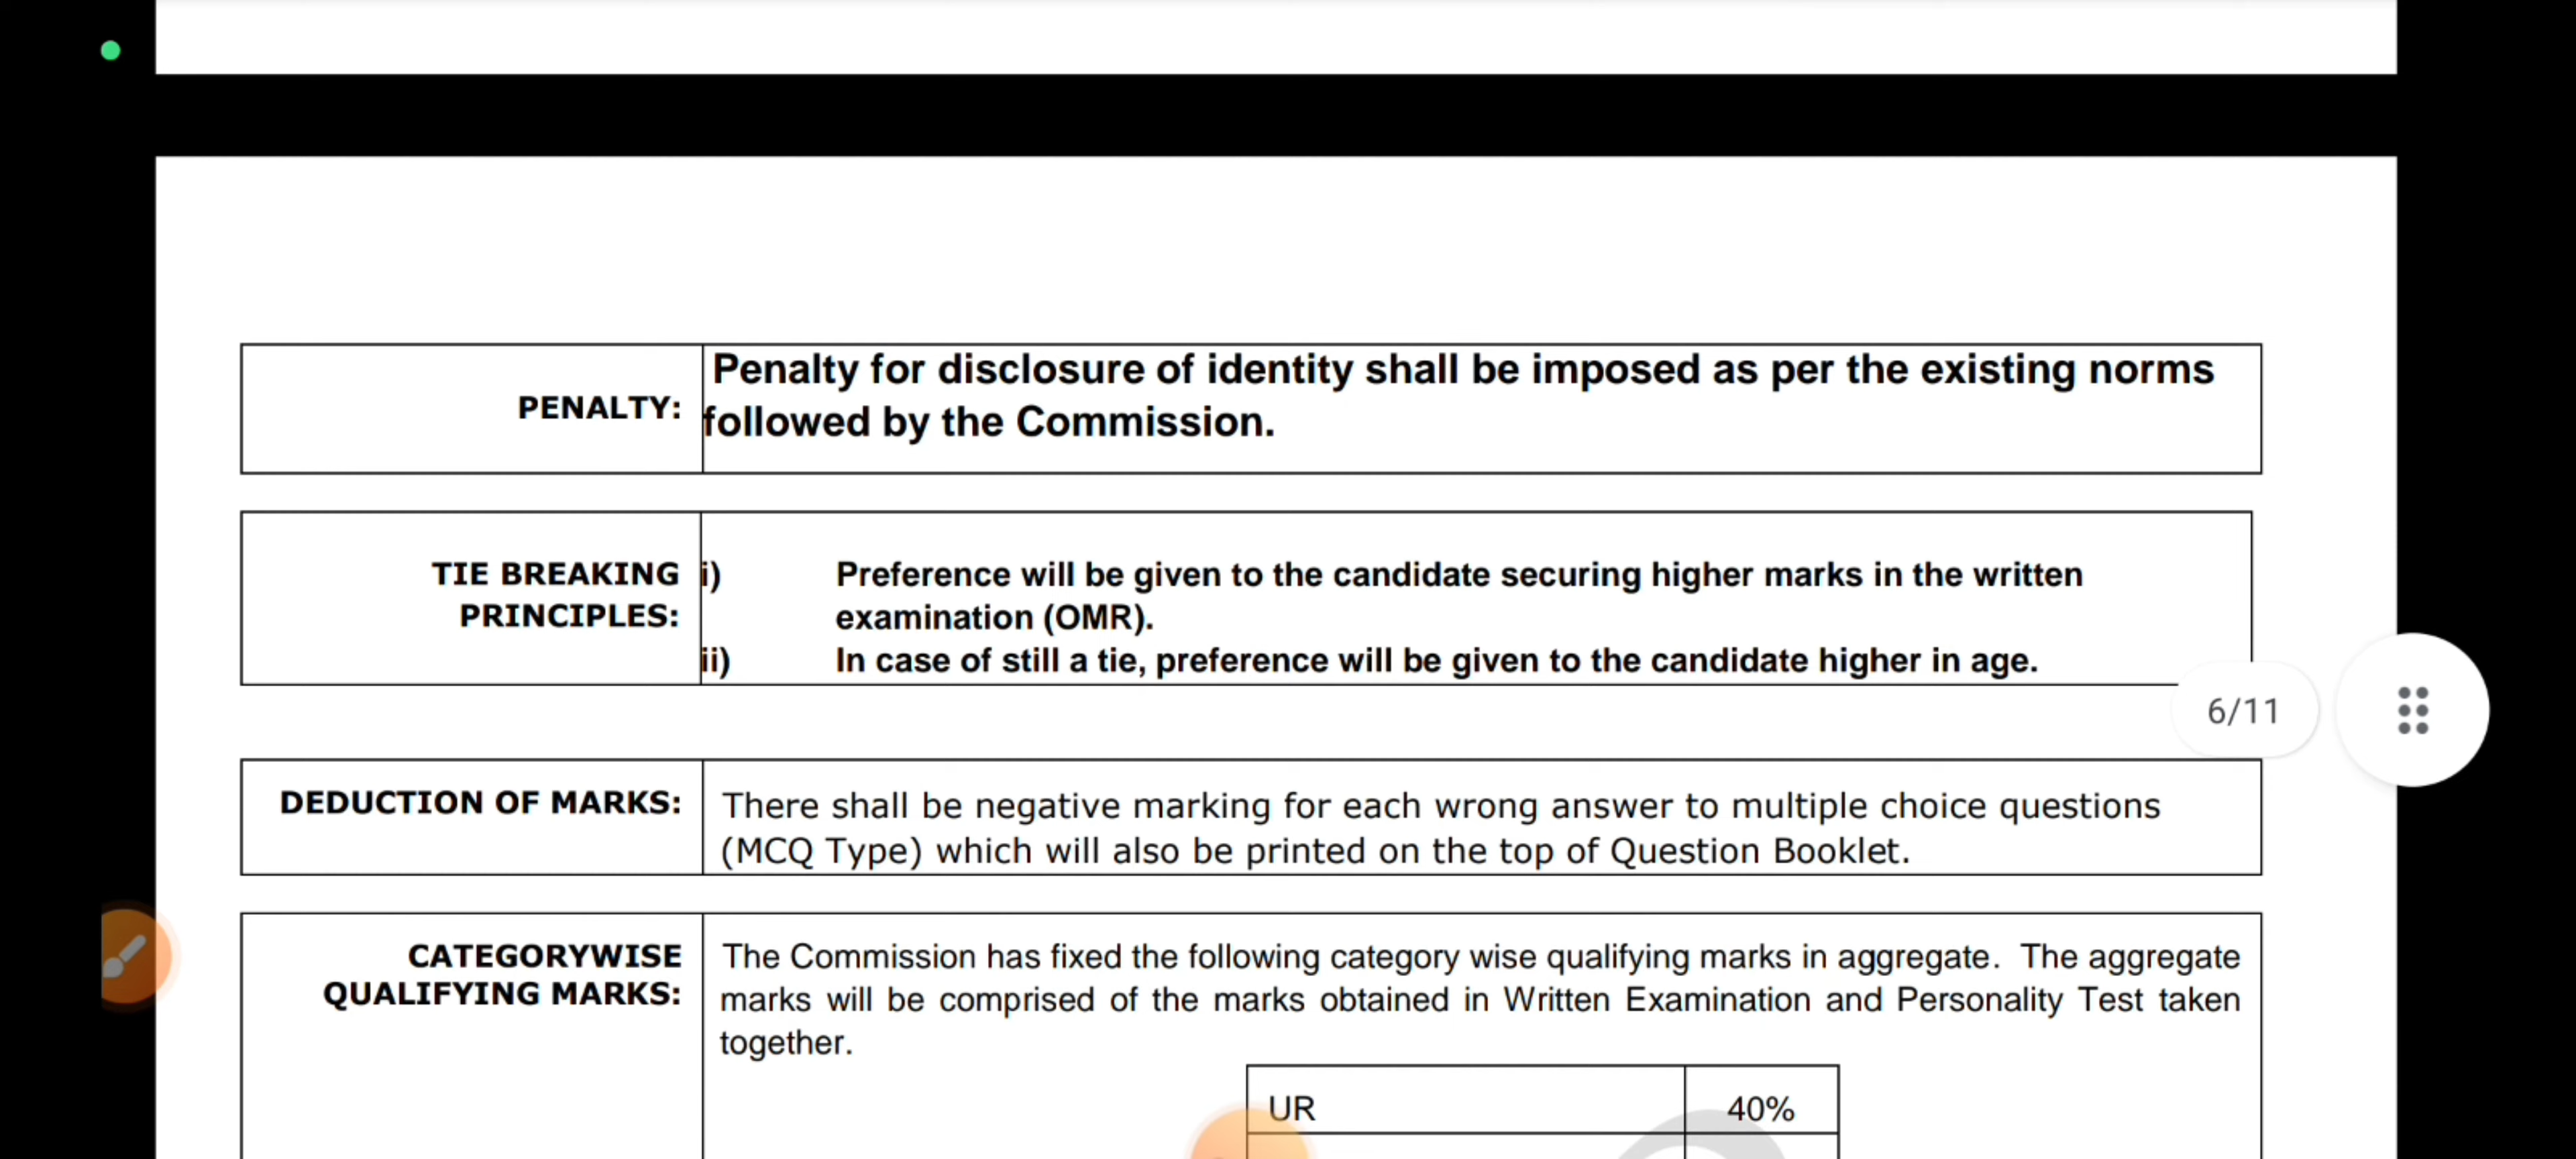 PENALTY:
Penalty for disclosure of identity shall be imposed as per the existing norms
followed by the Commission.
TIE BREAKING
PRINCIPLES:
i) Preference will be given to the candidate securing higher marks in the written
examination (OMR).
ii) In case of still a tie, preference will be given to the candidate higher in age.
6/11
DEDUCTION OF MARKS:
There shall be negative marking for each wrong answer to multiple choice questions
(MCQ Type) which will also be printed on the top of Question Booklet.
CATEGORYWISE
QUALIFYING MARKS:
The Commission has fixed the following category wise qualifying marks in aggregate. The aggregate
marks will be comprised of the marks obtained in Written Examination and Personality Test taken
together.
UR 40%